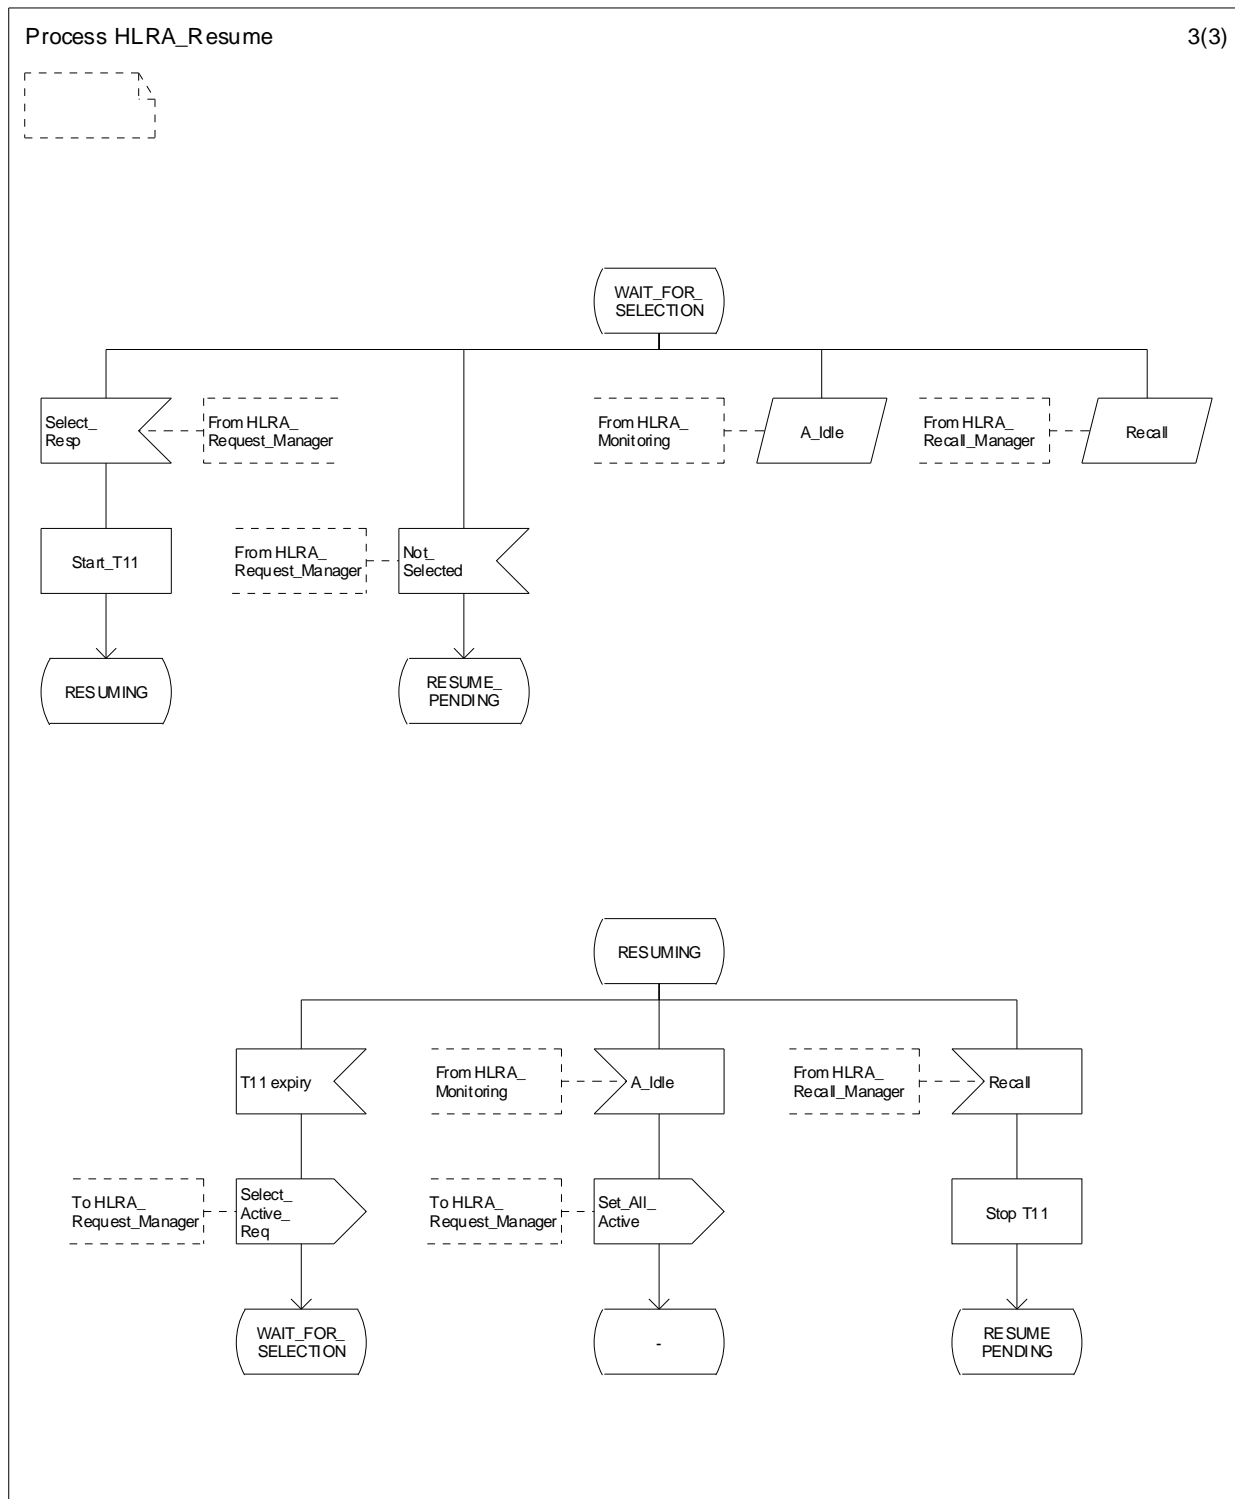 Process HLRA_Resume
3(3)
WAIT_FOR_
SELECTION
Select_
Resp
From HLRA_
Request_Manager
From HLRA_
Monitoring
A_Idle
From HLRA_
Recall_Manager
Recall
Start_T11
From HLRA_
Request_Manager
Not_
Selected
RESUMING
RESUME_
PENDING
RESUMING
T11 expiry
From HLRA_
Monitoring
A_Idle
From HLRA_
Recall_Manager
Recall
To HLRA_
Request_Manager
Select_
Active_
Req
To HLRA_
Request_Manager
Set_All_
Active
Stop T11
WAIT_FOR_
SELECTION
-
RESUME
PENDING